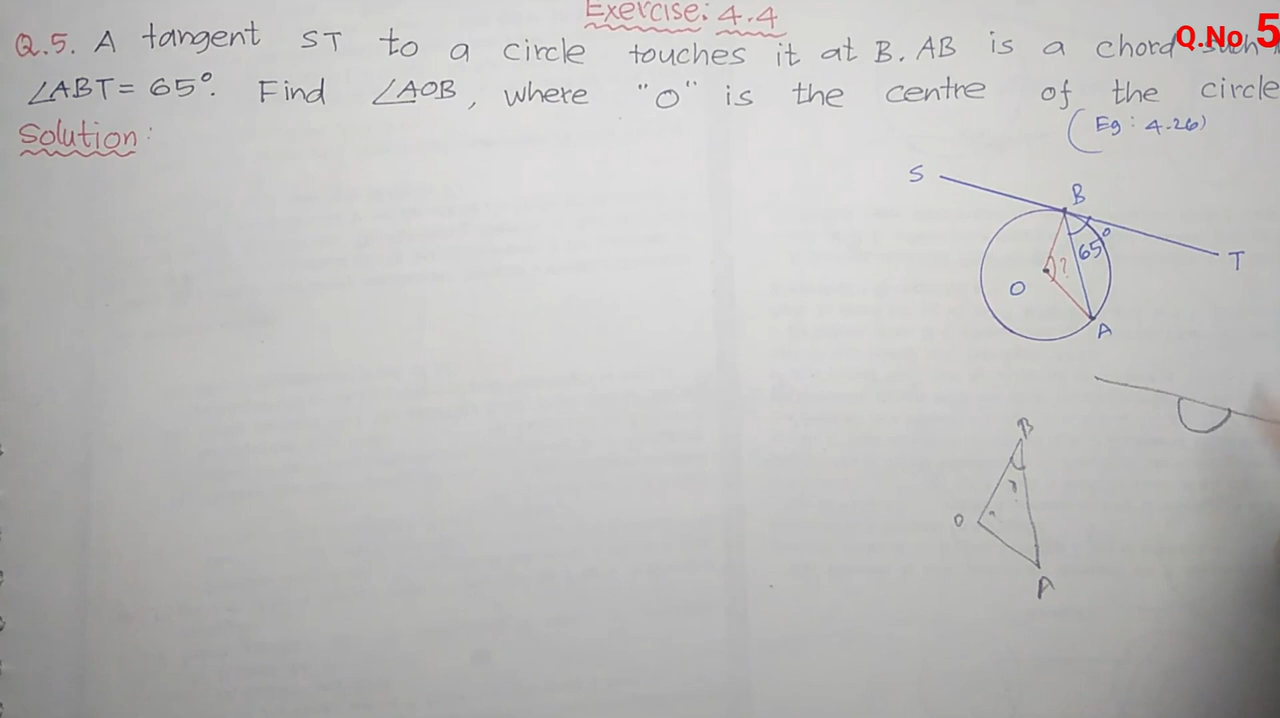 Exercise: 4.4
Q.No 5
Q.5. A tangent ST to a circle touches it at B. AB is a chord such
∠ABT = 65°. Find ∠AOB, where "O" is the centre of the circle
(Eg: 4.26)
Solution:
S
B
65°
T
?
O
A
B
?
O
A